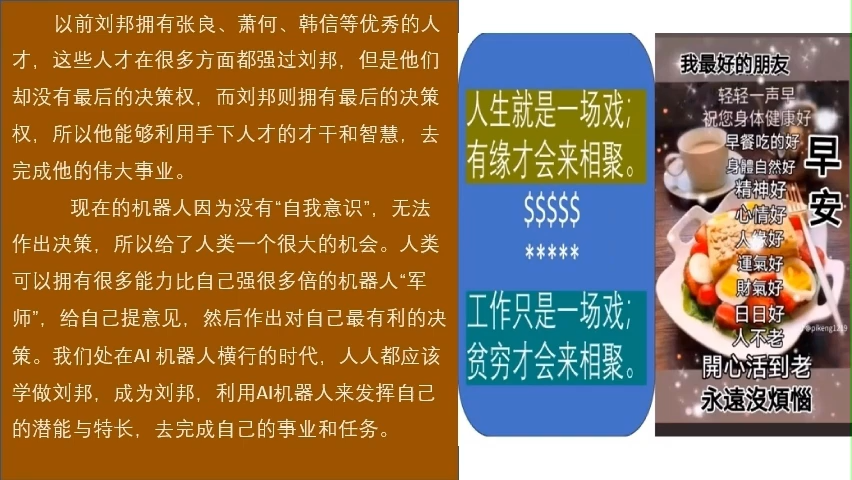 以前刘邦拥有张良、萧何、韩信等优秀的人
才，这些人才在很多方面都强过刘邦，但是他们
却没有最后的决策权，而刘邦则拥有最后的决策
权，所以他能够利用手下人才的才干和智慧，去
完成他的伟大事业。
现在的机器人因为没有“自我意识”，无法
作出决策，所以给了人类一个很大的机会。人类
可以拥有很多能力比自己强很多倍的机器人“军
师”，给自己提意见，然后作出对自己最有利的决
策。我们处在AI 机器人横行的时代，人人都应该
学做刘邦，成为刘邦，利用AI机器人来发挥自己
的潜能与特长，去完成自己的事业和任务。
人生就是一场戏；
有缘才会来相聚。
$$$$$
*****
工作只是一场戏；
贫穷才会来相聚。
我最好的朋友
轻轻一声早
祝您身体健康好
早餐吃的好
身體自然好
精神好
心情好
人缘好
運氣好
財氣好
日日好
人不老
開心活到老
永遠沒煩惱
早安
@pikeng1219